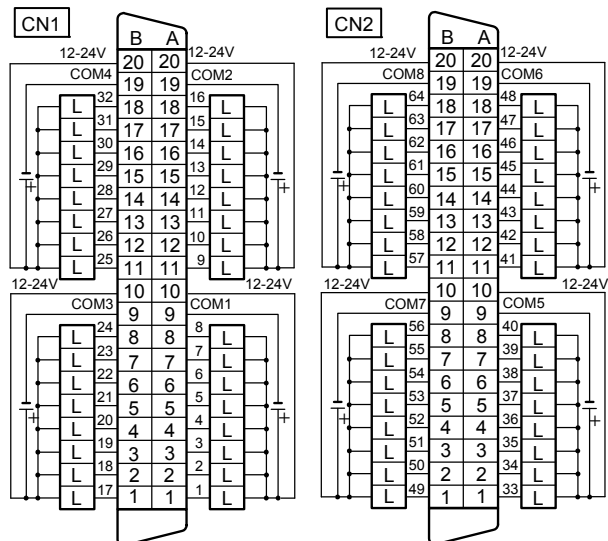 CN1
B A
12-24V 20 20 12-24V
COM4 19 19 COM2
L 32 18 18 16 L
L 31 17 17 15 L
L 30 16 16 14 L
L 29 15 15 13 L
L 28 14 14 12 L
L 27 13 13 11 L
L 26 12 12 10 L
L 25 11 11 9 L
12-24V 10 10 12-24V
COM3 9 9 COM1
L 24 8 8 8 L
L 23 7 7 7 L
L 22 6 6 6 L
L 21 5 5 5 L
L 20 4 4 4 L
L 19 3 3 3 L
L 18 2 2 2 L
L 17 1 1 1 L
+ +
+ +
CN2
B A
12-24V 20 20 12-24V
COM8 19 19 COM6
L 64 18 18 48 L
L 63 17 17 47 L
L 62 16 16 46 L
L 61 15 15 45 L
L 60 14 14 44 L
L 59 13 13 43 L
L 58 12 12 42 L
L 57 11 11 41 L
12-24V 10 10 12-24V
COM7 9 9 COM5
L 56 8 8 40 L
L 55 7 7 39 L
L 54 6 6 38 L
L 53 5 5 37 L
L 52 4 4 36 L
L 51 3 3 35 L
L 50 2 2 34 L
L 49 1 1 33 L
+ +
+ +